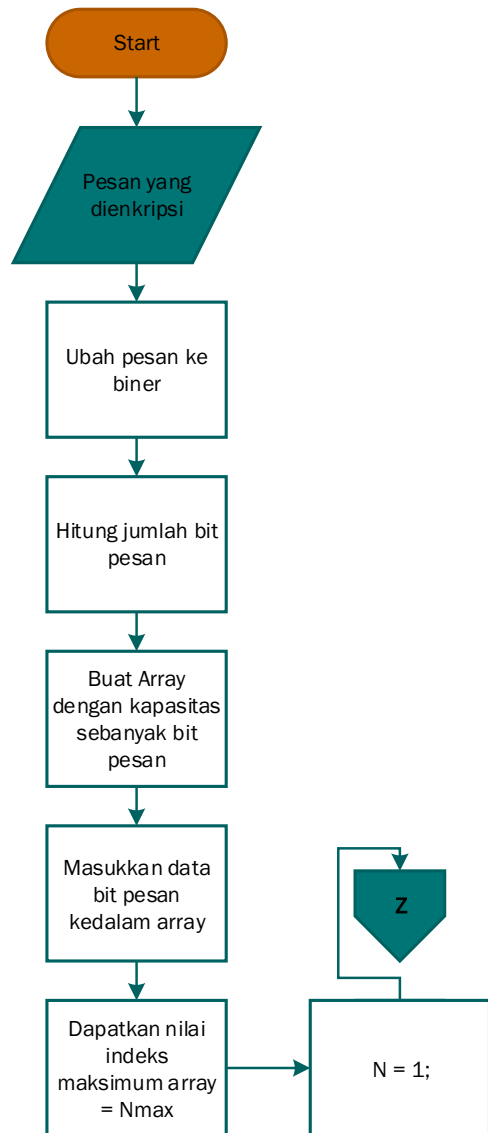 Start
Pesan yang
dienkripsi
Ubah pesan ke
biner
Hitung jumlah bit
pesan
Buat Array
dengan kapasitas
sebanyak bit
pesan
Masukkan data
bit pesan
kedalam array
Dapatkan nilai
indeks
maksimum array
= Nmax
N = 1;
Z